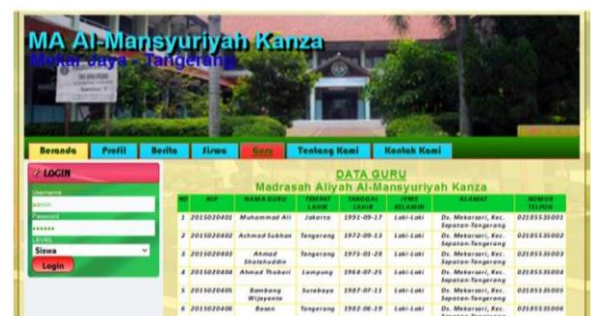 MA Al-Mansyuriyah Kanza
Mekar Jaya - Tangerang
Beranda Profil Berita Siswa Guru Tentang Kami Kontak Kami
LOGIN
Username
admin
Password
LEVEL
Siswa
Login
DATA GURU
Madrasah Aliyah Al-Mansyuriyah Kanza
NO NIP NAMA GURU TEMPAT LAHIR TANGGAL LAHIR JENIS KELAMIN ALAMAT NOMOR TELPON
1 2015020401 Muhammad Ali Jakarta 1991-09-17 Laki-Laki Ds. Mekarsari, Kec. Sepatan-Tangerang 02185535001
2 2015020402 Achmad Subhan Tangerang 1972-09-13 Laki-Laki Ds. Mekarsari, Kec. Sepatan-Tangerang 02185535002
3 2015020403 Ahmad Sholahuddin Tangerang 1975-01-28 Laki-Laki Ds. Mekarsari, Kec. Sepatan-Tangerang 02185535003
4 2015020404 Ahmad Thohari Lampung 1964-07-25 Laki-Laki Ds. Mekarsari, Kec. Sepatan-Tangerang 02185535004
5 2015020405 Bambang Wijayanto Surabaya 1987-07-11 Laki-Laki Ds. Mekarsari, Kec. Sepatan-Tangerang 02185535005
6 2015020406 Tangerang 1982-06-19 Laki-Laki Ds. Mekarsari, Kec. Sepatan-Tangerang 02185535006